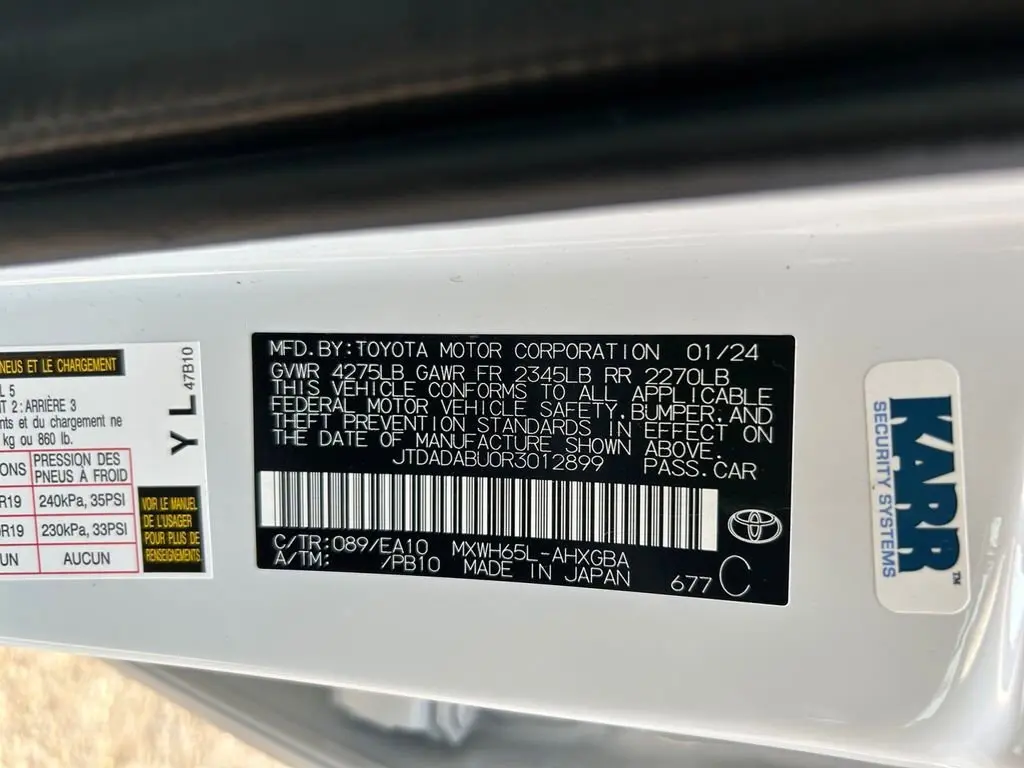 NEUS ET LE CHARGEMENT
L 5
T 2: ARRIÈRE 3
nts et du chargement ne
kg ou 860 lb.
ONS PRESSION DES PNEUS À FROID
R19 240kPa, 35PSI
R19 230kPa, 33PSI
UN AUCUN
47B10
Y L
VOIR LE MANUEL
DE L'USAGER
POUR PLUS DE
RENSEIGNEMENTS
MFD.BY:TOYOTA MOTOR CORPORATION 01/24
GVWR 4275LB GAWR FR 2345LB RR 2270LB
THIS VEHICLE CONFORMS TO ALL APPLICABLE
FEDERAL MOTOR VEHICLE SAFETY,BUMPER,AND
THEFT PREVENTION STANDARDS IN EFFECT ON
THE DATE OF MANUFACTURE SHOWN ABOVE.
JTDADABU0R3012899 PASS.CAR
C/TR:089/EA10 MXWH65L-AHXGBA
A/TM: /PB10 MADE IN JAPAN
677 C
KARR™
SECURITY SYSTEMS